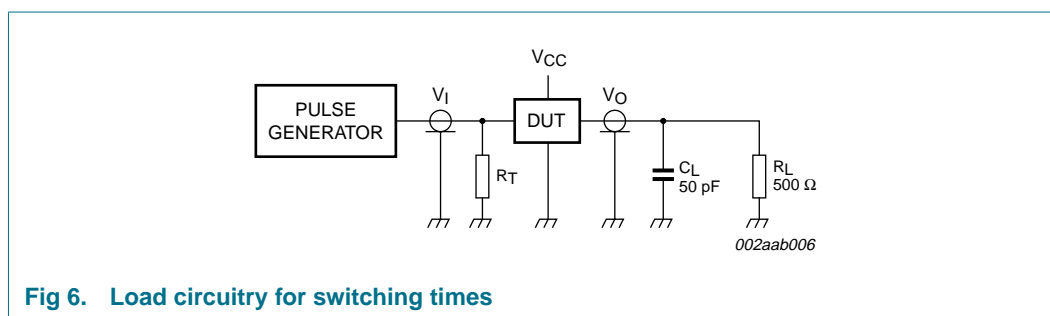 VCC
PULSE
GENERATOR
VI
DUT
VO
RT
CL
50 pF
RL
500 Ω
002aab006
Fig 6. Load circuitry for switching times